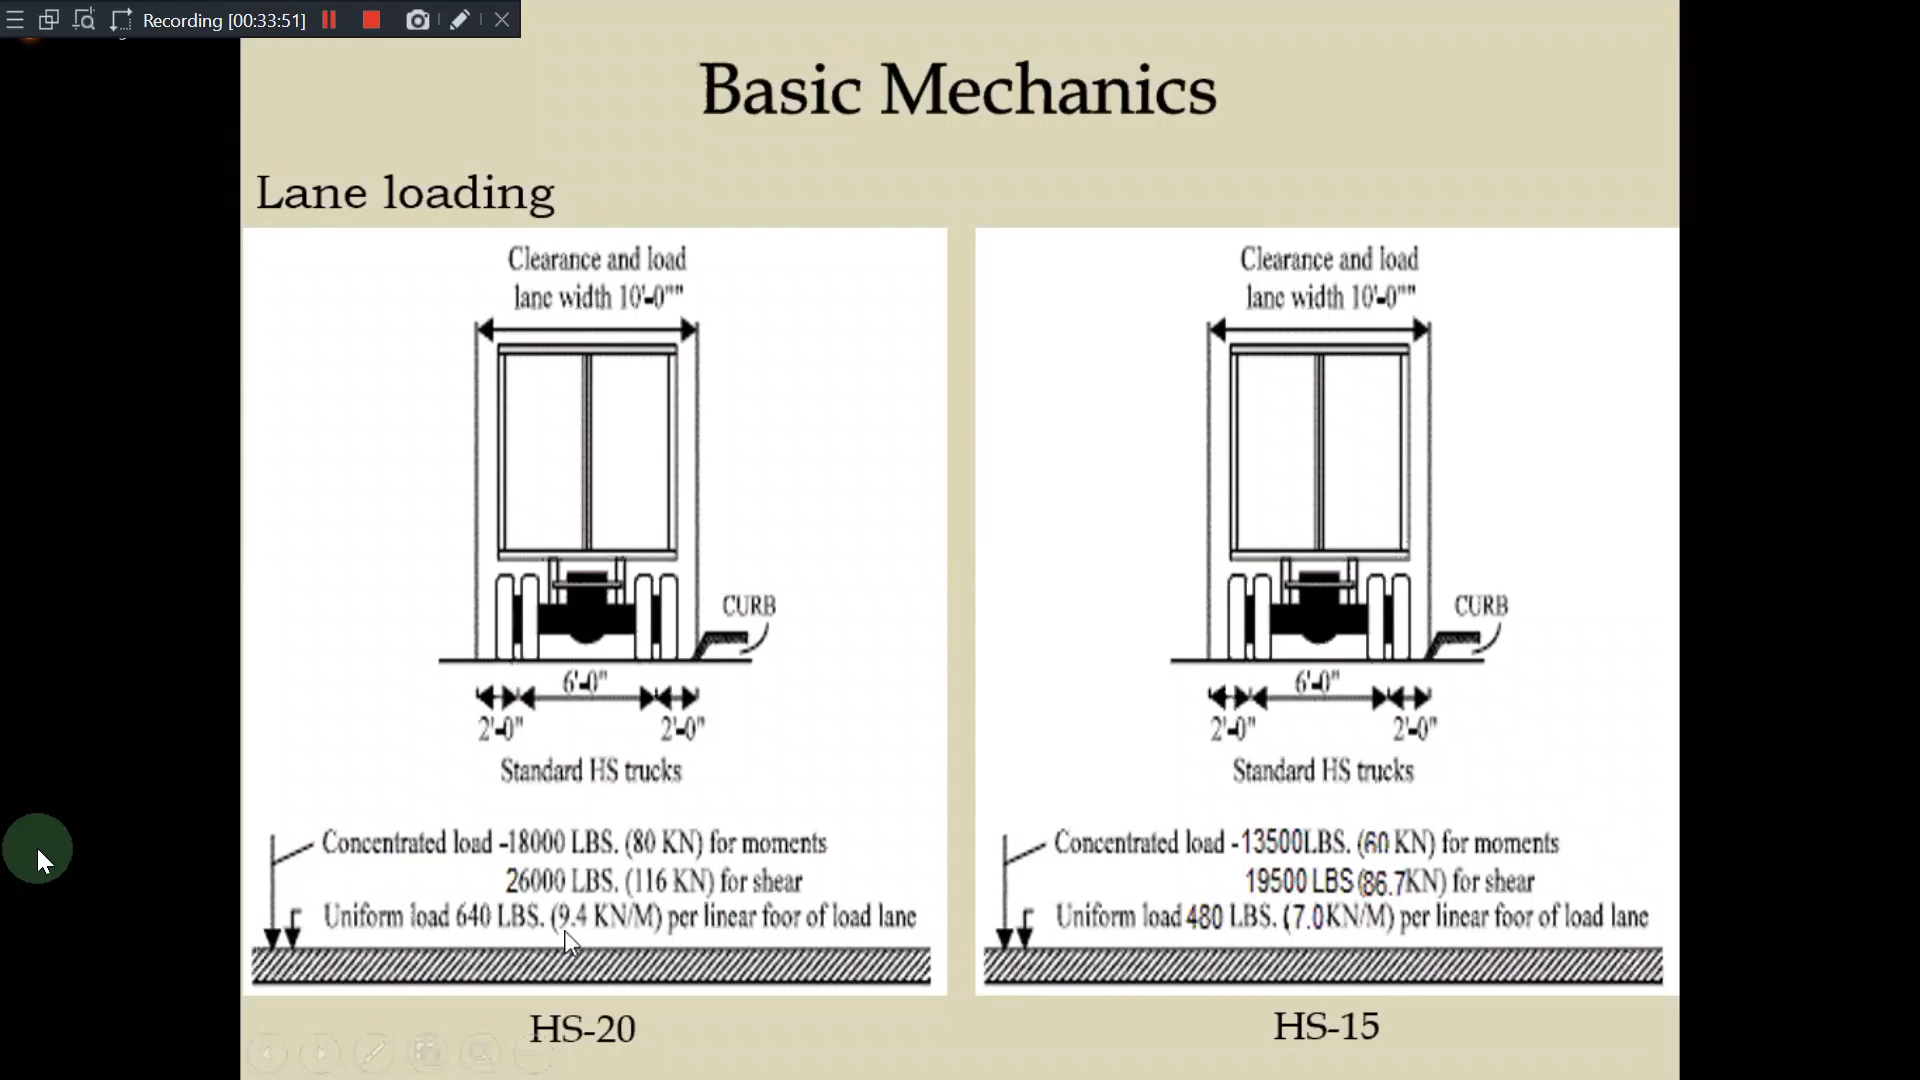 Recording [00:33:51]
Basic Mechanics
Lane loading
Clearance and load
lane width 10'-0""
CURB
6'-0"
2'-0" 2'-0"
Standard HS trucks
Concentrated load -18000 LBS. (80 KN) for moments
26000 LBS. (116 KN) for shear
Uniform load 640 LBS. (9.4 KN/M) per linear foor of load lane
HS-20
Clearance and load
lane width 10'-0""
CURB
6'-0"
2'-0" 2'-0"
Standard HS trucks
Concentrated load -13500LBS. (60 KN) for moments
19500 LBS (86.7KN) for shear
Uniform load 480 LBS. (7.0KN/M) per linear foor of load lane
HS-15